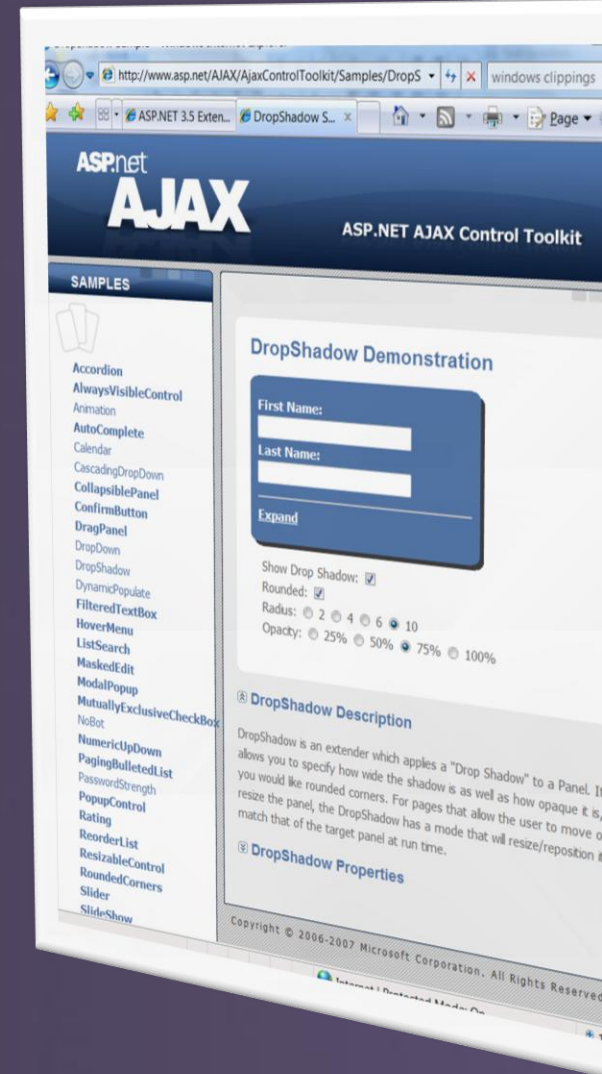 http://www.asp.net/AJAX/AjaxControlToolkit/Samples/DropS
windows clippings
ASP.NET 3.5 Exten...
DropShadow S...
Page
ASP.net
AJAX
ASP.NET AJAX Control Toolkit
SAMPLES
Accordion
AlwaysVisibleControl
Animation
AutoComplete
Calendar
CascadingDropDown
CollapsiblePanel
ConfirmButton
DragPanel
DropDown
DropShadow
DynamicPopulate
FilteredTextBox
HoverMenu
ListSearch
MaskedEdit
ModalPopup
MutuallyExclusiveCheckBox
NoBot
NumericUpDown
PagingBulletedList
PasswordStrength
PopupControl
Rating
ReorderList
ResizableControl
RoundedCorners
Slider
SlideShow
DropShadow Demonstration
First Name:
Last Name:
Expand
Show Drop Shadow:
Rounded:
Radius: 2 4 6 10
Opacity: 25% 50% 75% 100%
DropShadow Description
DropShadow is an extender which applies a "Drop Shadow" to a Panel. It
allows you to specify how wide the shadow is as well as how opaque it is,
you would like rounded corners. For pages that allow the user to move o
resize the panel, the DropShadow has a mode that will resize/reposition i
match that of the target panel at run time.
DropShadow Properties
Copyright © 2006-2007 Microsoft Corporation. All Rights Reserved
Internet | Protected Mode: On